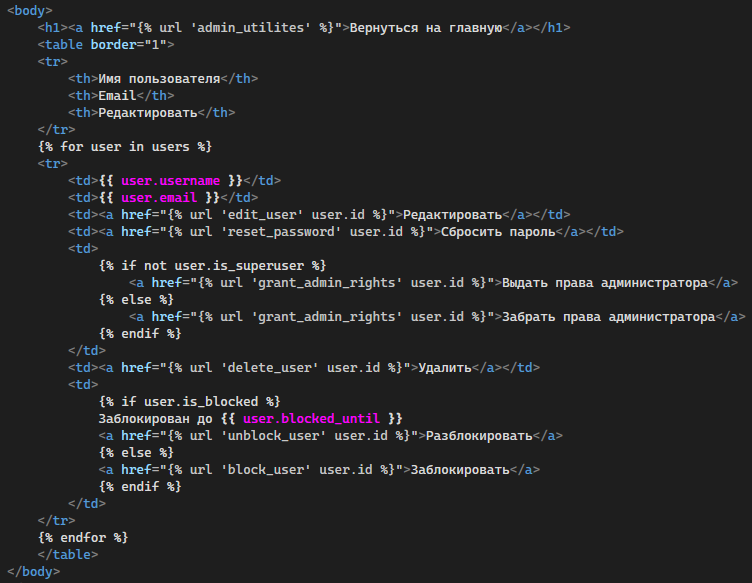 <body>
    <h1><a href="{% url 'admin_utilites' %}">Вернуться на главную</a></h1>
    <table border="1">
    <tr>
        <th>Имя пользователя</th>
        <th>Email</th>
        <th>Редактировать</th>
    </tr>
    {% for user in users %}
    <tr>
        <td>{{ user.username }}</td>
        <td>{{ user.email }}</td>
        <td><a href="{% url 'edit_user' user.id %}">Редактировать</a></td>
        <td><a href="{% url 'reset_password' user.id %}">Сбросить пароль</a></td>
        <td>
            {% if not user.is_superuser %}
                <a href="{% url 'grant_admin_rights' user.id %}">Выдать права администратора</a>
            {% else %}
                <a href="{% url 'grant_admin_rights' user.id %}">Забрать права администратора</a>
            {% endif %}
        </td>
        <td><a href="{% url 'delete_user' user.id %}">Удалить</a></td>
        <td>
            {% if user.is_blocked %}
            Заблокирован до {{ user.blocked_until }}
            <a href="{% url 'unblock_user' user.id %}">Разблокировать</a>
            {% else %}
            <a href="{% url 'block_user' user.id %}">Заблокировать</a>
            {% endif %}
        </td>
    </tr>
    {% endfor %}
    </table>
</body>